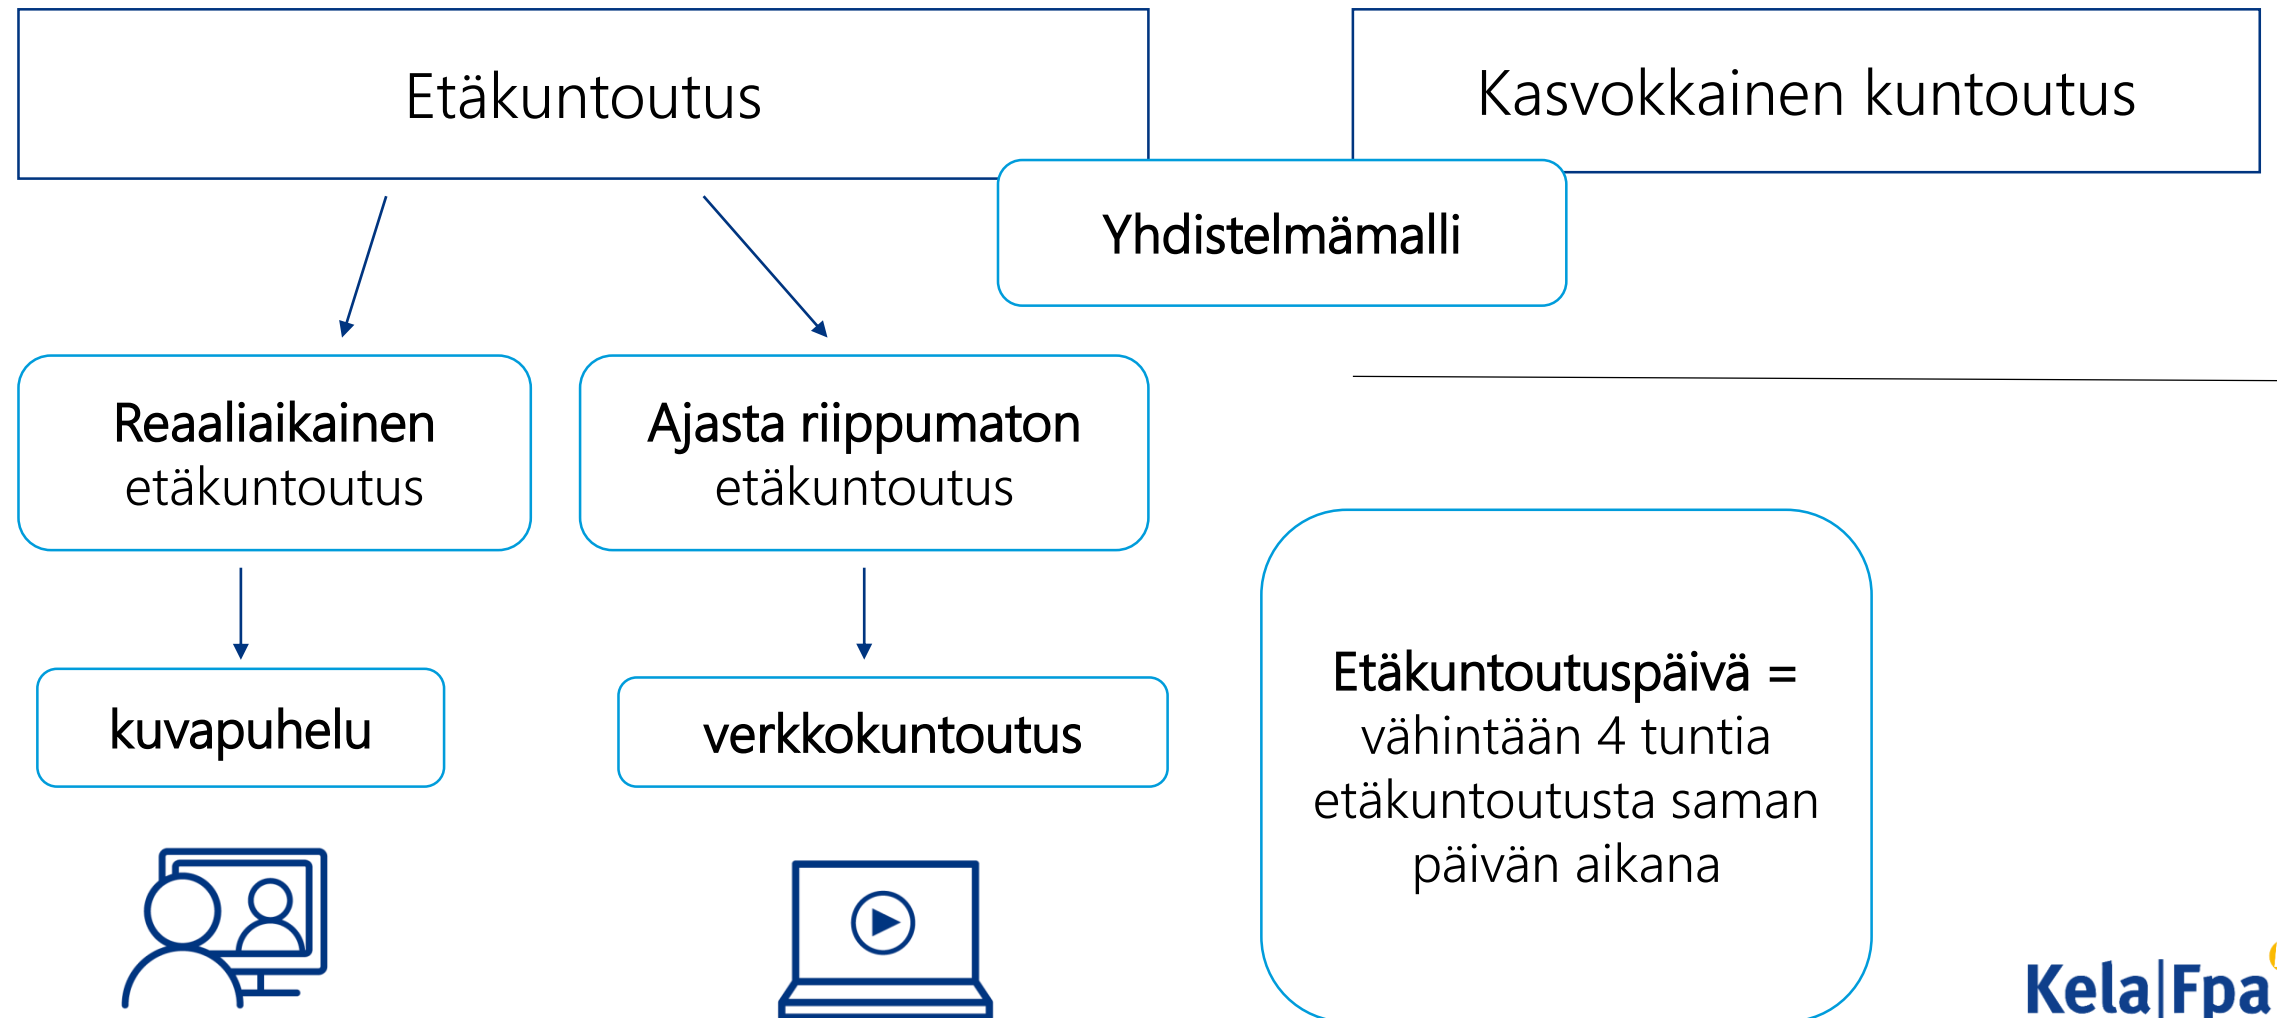 Etäkuntoutus
Kasvokkainen kuntoutus
Yhdistelmämalli
Reaaliaikainen
etäkuntoutus
Ajasta riippumaton
etäkuntoutus
kuvapuhelu
verkkokuntoutus
Etäkuntoutuspäivä =
vähintään 4 tuntia
etäkuntoutusta saman
päivän aikana
Kela|Fpa